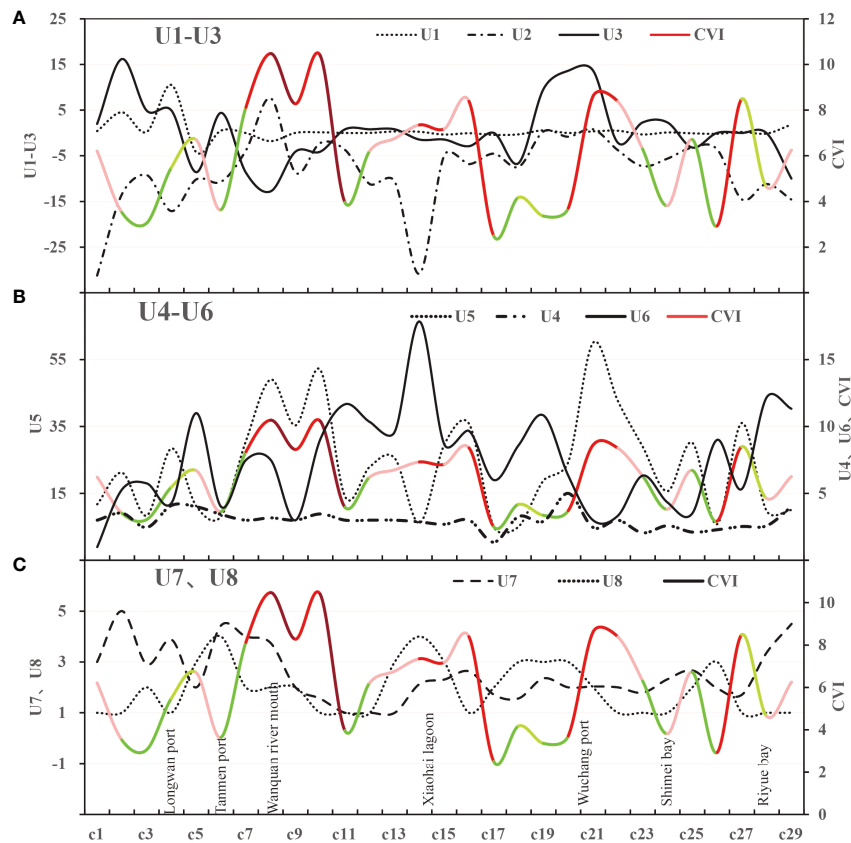 A
U1-U3
U1 U2 U3 CVI
25
15
5
-5
-15
-25
U1-U3
12
10
8
6
4
2
0
CVI
B
U4-U6
U5 U4 U6 CVI
55
35
15
U5
15
10
5
U4、U6、CVI
C
U7、U8
U7 U8 CVI
5
3
1
-1
U7、U8
10
8
6
4
2
0
CVI
Longwan port
Tanmen port
Wanquan river mouth
Xiaohai lagoon
Wuchang port
Shimei bay
Riyue bay
c1 c3 c5 c7 c9 c11 c13 c15 c17 c19 c21 c23 c25 c27 c29